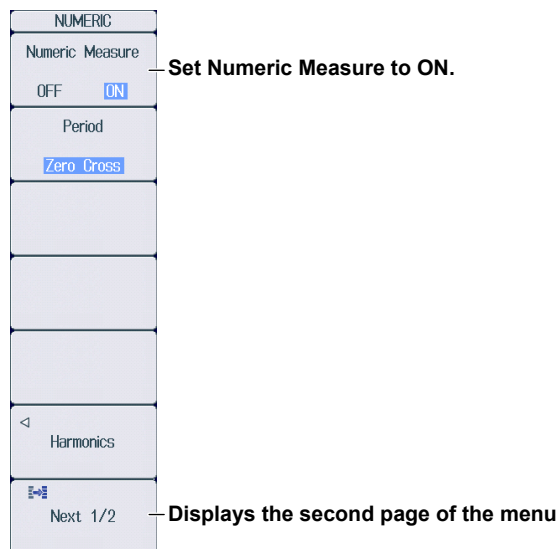 NUMERIC
Numeric Measure
OFF ON
Set Numeric Measure to ON.
Period
Zero Cross
Harmonics
Next 1/2
Displays the second page of the menu